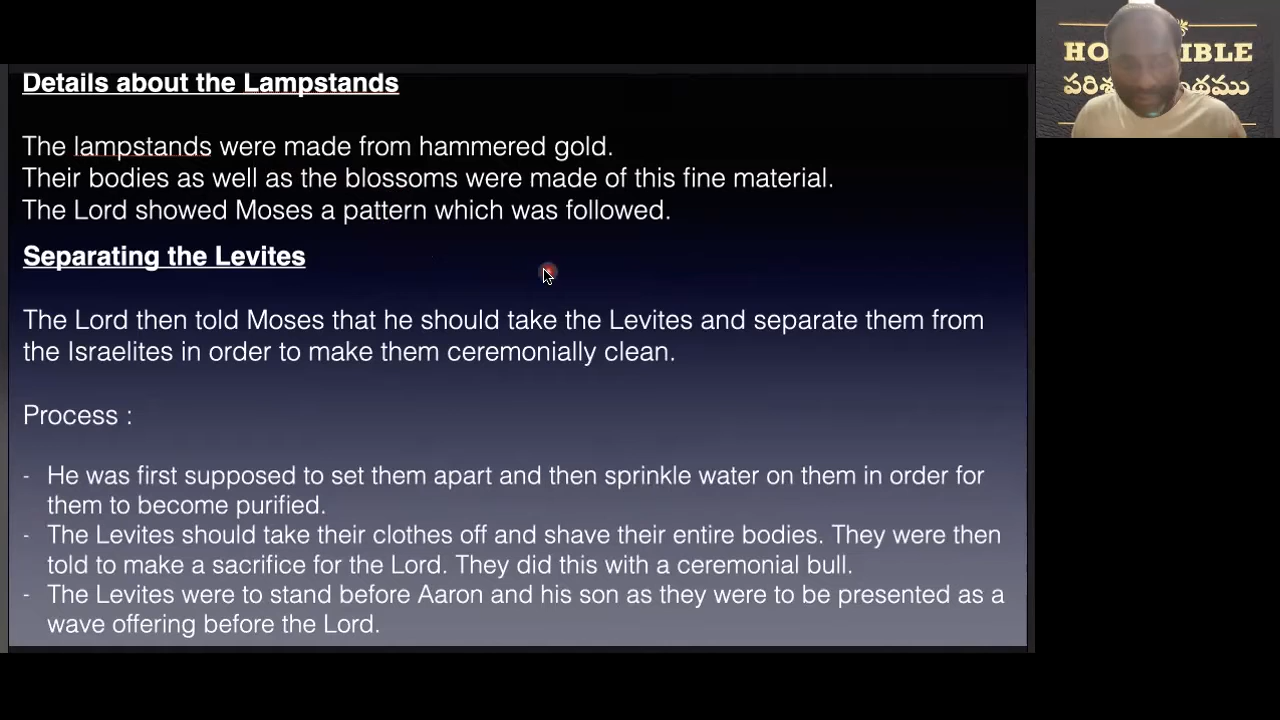 Details about the Lampstands
The lampstands were made from hammered gold.
Their bodies as well as the blossoms were made of this fine material.
The Lord showed Moses a pattern which was followed.
Separating the Levites
The Lord then told Moses that he should take the Levites and separate them from
the Israelites in order to make them ceremonially clean.
Process :
- He was first supposed to set them apart and then sprinkle water on them in order for
them to become purified.
- The Levites should take their clothes off and shave their entire bodies. They were then
told to make a sacrifice for the Lord. They did this with a ceremonial bull.
- The Levites were to stand before Aaron and his son as they were to be presented as a
wave offering before the Lord.